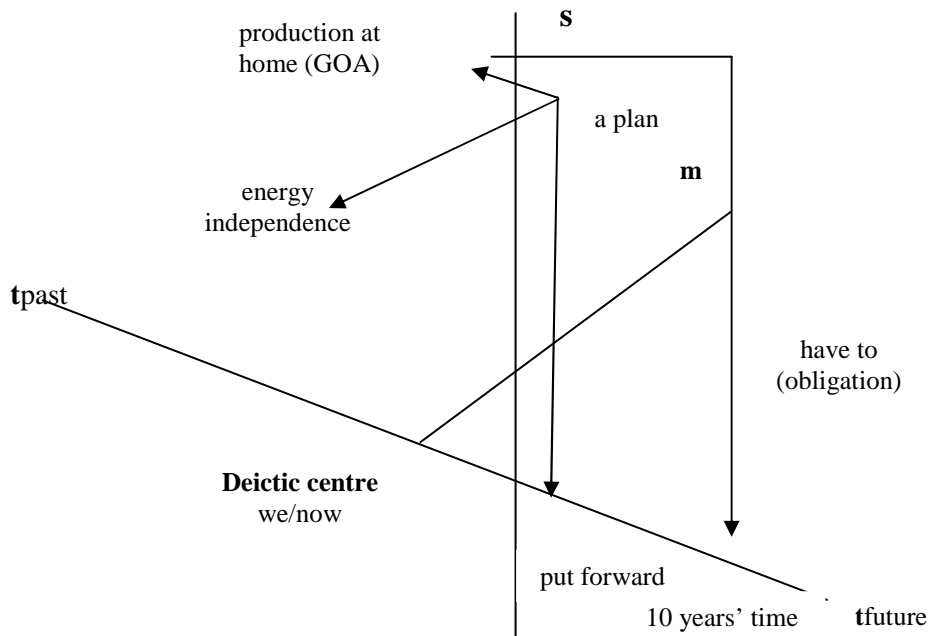 s
production at
home (GOA)
a plan
m
energy
independence
tpast
have to
(obligation)
Deictic centre
we/now
put forward
10 years’ time
tfuture